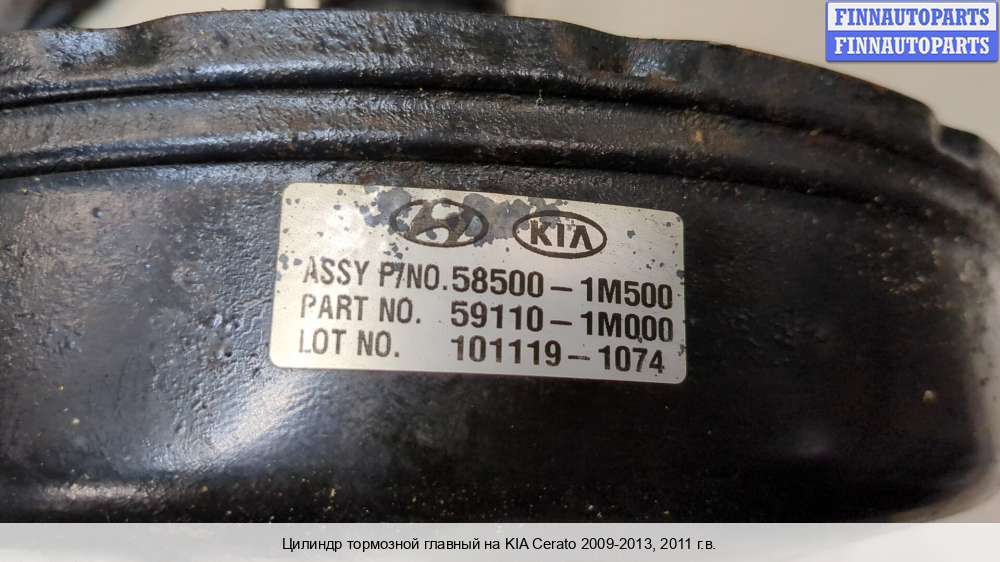 FINNAUTOPARTS
FINNAUTOPARTS
KIA
ASSY P/NO. 58500-1M500
PART NO. 59110-1M000
LOT NO. 101119-1074
Цилиндр тормозной главный на KIA Cerato 2009-2013, 2011 г.в.